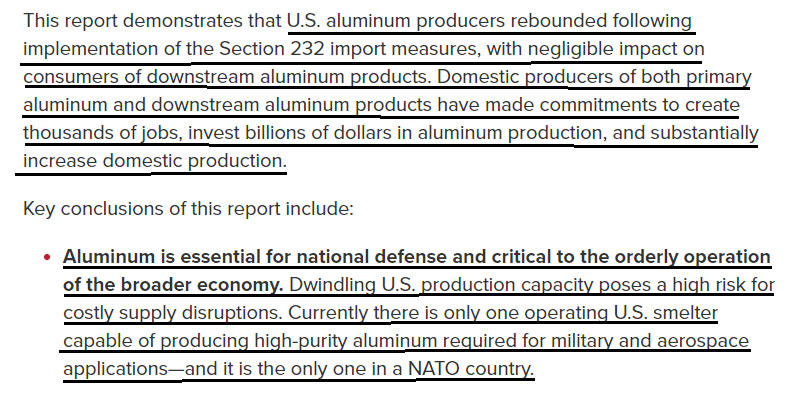 This report demonstrates that U.S. aluminum producers rebounded following
implementation of the Section 232 import measures, with negligible impact on
consumers of downstream aluminum products. Domestic producers of both primary
aluminum and downstream aluminum products have made commitments to create
thousands of jobs, invest billions of dollars in aluminum production, and substantially
increase domestic production.
Key conclusions of this report include:
• Aluminum is essential for national defense and critical to the orderly operation
of the broader economy. Dwindling U.S. production capacity poses a high risk for
costly supply disruptions. Currently there is only one operating U.S. smelter
capable of producing high-purity aluminum required for military and aerospace
applications—and it is the only one in a NATO country.